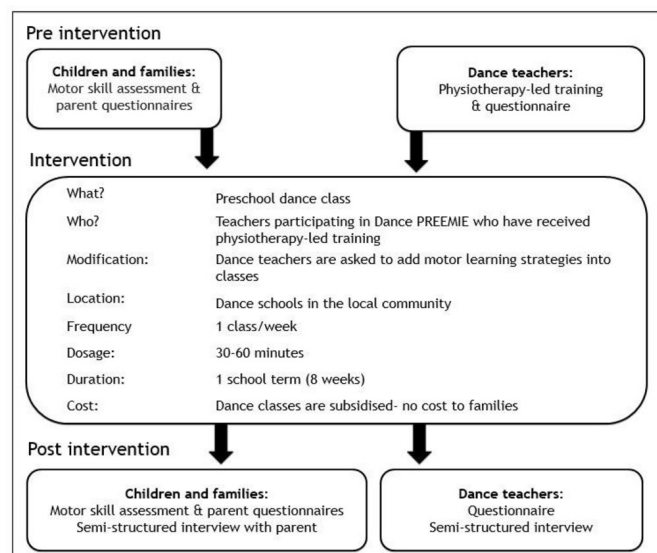 Pre intervention
Children and families:
Motor skill assessment &
parent questionnaires
Dance teachers:
Physiotherapy-led training
& questionnaire
Intervention
What? Preschool dance class
Who? Teachers participating in Dance PREEMIE who have received
physiotherapy-led training
Modification: Dance teachers are asked to add motor learning strategies into
classes
Location: Dance schools in the local community
Frequency 1 class/week
Dosage: 30-60 minutes
Duration: 1 school term (8 weeks)
Cost: Dance classes are subsidised- no cost to families
Post intervention
Children and families:
Motor skill assessment & parent questionnaires
Semi-structured interview with parent
Dance teachers:
Questionnaire
Semi-structured interview